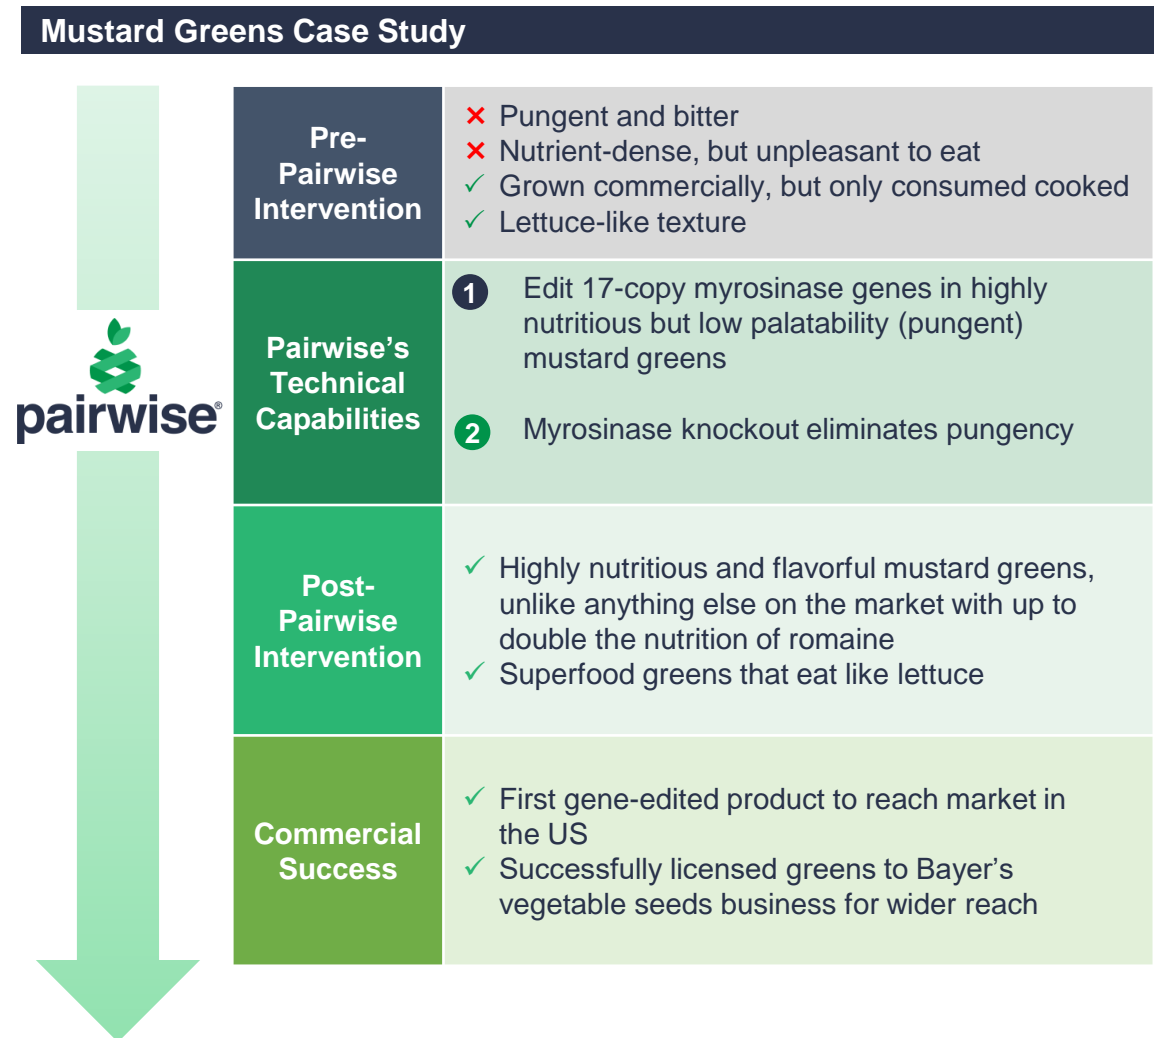 Mustard Greens Case Study
Pre-
Pairwise
Intervention
× Pungent and bitter
× Nutrient-dense, but unpleasant to eat
✓ Grown commercially, but only consumed cooked
✓ Lettuce-like texture
pairwise®
Pairwise’s
Technical
Capabilities
1 Edit 17-copy myrosinase genes in highly
nutritious but low palatability (pungent)
mustard greens
2 Myrosinase knockout eliminates pungency
Post-
Pairwise
Intervention
✓ Highly nutritious and flavorful mustard greens,
unlike anything else on the market with up to
double the nutrition of romaine
✓ Superfood greens that eat like lettuce
Commercial
Success
✓ First gene-edited product to reach market in
the US
✓ Successfully licensed greens to Bayer’s
vegetable seeds business for wider reach